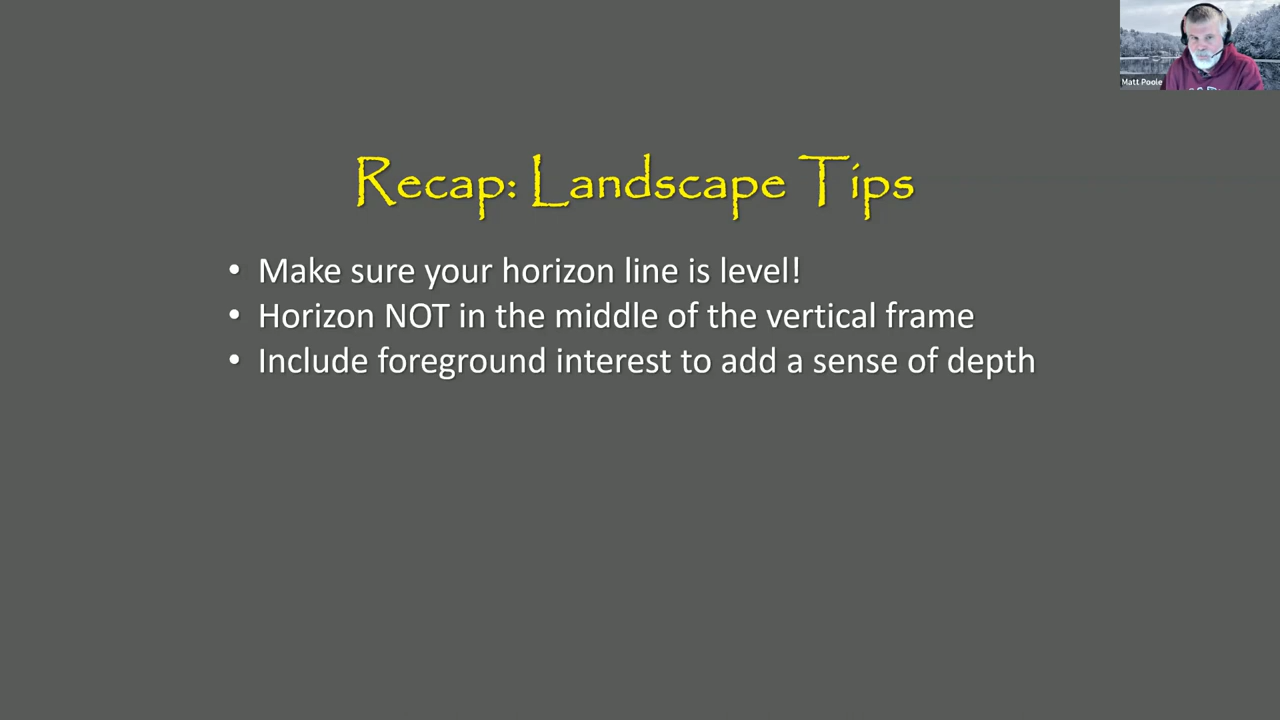 Matt Poole
Recap: Landscape Tips
• Make sure your horizon line is level!
• Horizon NOT in the middle of the vertical frame
• Include foreground interest to add a sense of depth